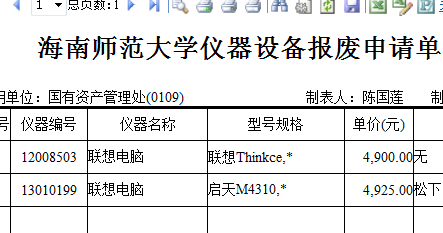 1 总页数:1
海南师范大学仪器设备报废申请单
用单位：国有资产管理处(0109) 制表人：陈国莲 制
号 仪器编号 仪器名称 型号规格 单价(元)
12008503 联想电脑 联想Thinkce,* 4,900.00 无
13010199 联想电脑 启天M4310,* 4,925.00 松下